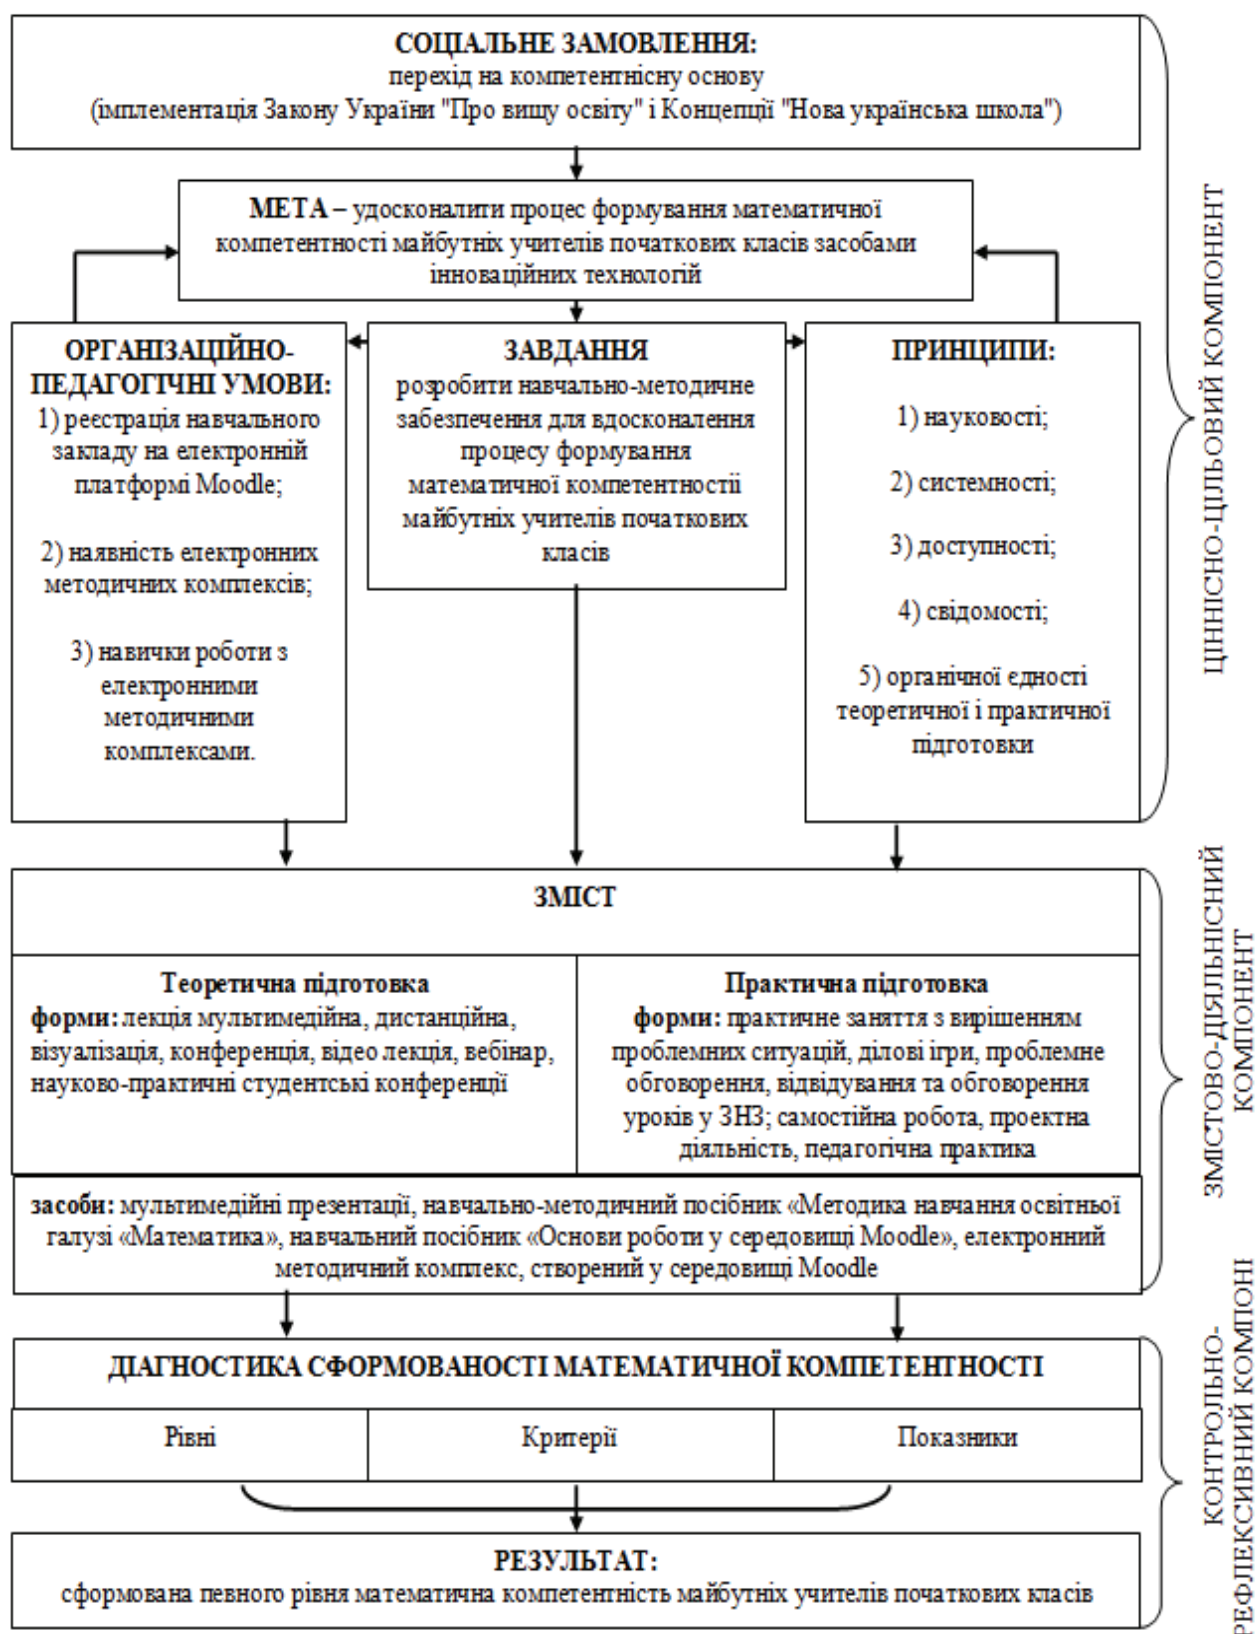 СОЦІАЛЬНЕ ЗАМОВЛЕННЯ:
перехід на компетентнісну основу
(імплементація Закону України "Про вищу освіту" і Концепції "Нова українська школа")
МЕТА – удосконалити процес формування математичної
компетентності майбутніх учителів початкових класів засобами
інноваційних технологій
ОРГАНІЗАЦІЙНО-
ПЕДАГОГІЧНІ УМОВИ:
1) реєстрація навчального
закладу на електронній
платформі Moodle;
2) наявність електронних
методичних комплексів;
3) навички роботи з
електронними
методичними
комплексами.
ЗАВДАННЯ
розробити навчально-методичне
забезпечення для вдосконалення
процесу формування
математичної компетентностіі
майбутніх учителів початкових
класів
ПРИНЦИПИ:
1) науковості;
2) системності;
3) доступності;
4) свідомості;
5) органічної єдності
теоретичної і практичної
підготовки
ЦІННІСНО-ЦІЛЬОВИЙ КОМПОНЕНТ
ЗМІСТ
Теоретична підготовка
форми: лекція мультимедійна, дистанційна,
візуалізація, конференція, відео лекція, вебінар,
науково-практичні студентські конференції
Практична підготовка
форми: практичне заняття з вирішенням
проблемних ситуацій, ділові ігри, проблемне
обговорення, відвідування та обговорення
уроків у ЗНЗ; самостійна робота, проектна
діяльність, педагогічна практика
засоби: мультимедійні презентації, навчально-методичний посібник «Методика навчання освітньої
галузі «Математика», навчальний посібник «Основи роботи у середовищі Moodle», електронний
методичний комплекс, створений у середовищі Moodle
ЗМІСТОВО-ДІЯЛЬНІСНИЙ
КОМПОНЕНТ
ДІАГНОСТИКА СФОРМОВАНОСТІ МАТЕМАТИЧНОЇ КОМПЕТЕНТНОСТІ
Рівні
Критерії
Показники
РЕЗУЛЬТАТ:
сформована певного рівня математична компетентність майбутніх учителів початкових класів
КОНТРОЛЬНО-
РЕФЛЕКСИВНИЙ КОМПОНІ